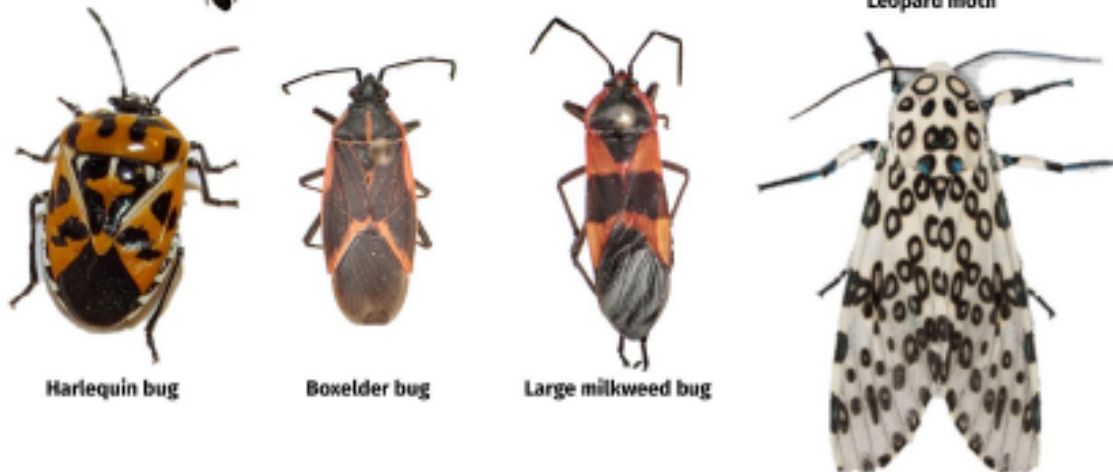 Leopard moth
Harlequin bug
Boxelder bug
Large milkweed bug